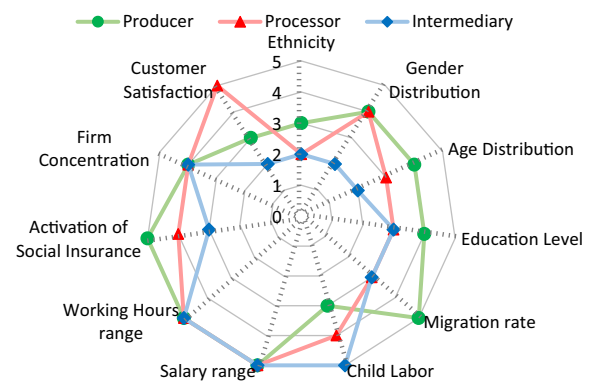 Producer Processor Intermediary
Ethnicity
Customer
Satisfaction
Gender
Distribution
Firm
Concentration
Age Distribution
Activation of
Social Insurance
Education Level
Working Hours
range
Migration rate
Salary range
Child Labor
5
4
3
2
1
0